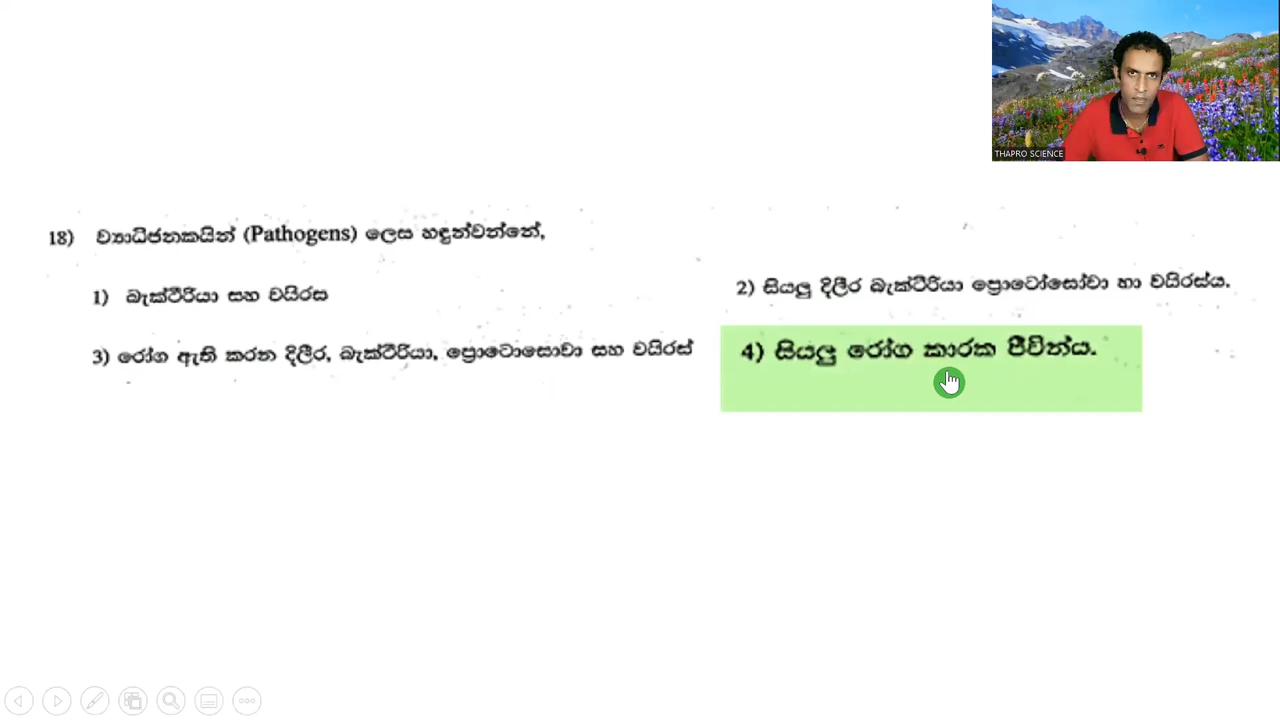 THAPRO SCIENCE
18) ව්‍යාධිජනකයින් (Pathogens) ලෙස හඳුන්වන්නේ,
1) බැක්ටීරියා සහ වයිරස
2) සියලු දිලීර බැක්ටීරියා ප්‍රොටෝසෝවා හා වයිරස්ය.
3) රෝග ඇති කරන දිලීර, බැක්ටීරියා, ප්‍රොටොසොවා සහ වයිරස්
4) සියලු රෝග කාරක ජීවීන්ය.